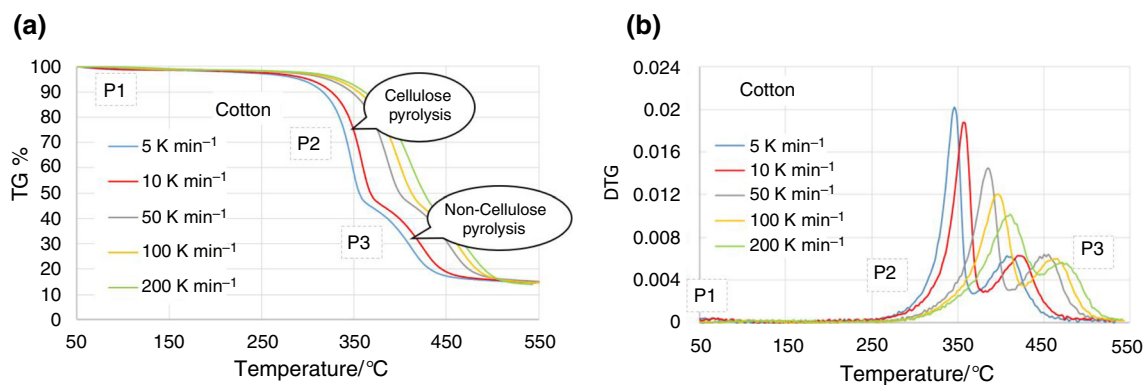 (a)
100
90
80
70
60
50
40
30
20
10
0
TG %
P1
Cotton
P2
P3
Cellulose
pyrolysis
Non-Cellulose
pyrolysis
5 K min⁻¹
10 K min⁻¹
50 K min⁻¹
100 K min⁻¹
200 K min⁻¹
50 150 250 350 450 550
Temperature/°C
(b)
0.024
0.020
0.016
0.012
0.008
0.004
0
DTG
Cotton
5 K min⁻¹
10 K min⁻¹
50 K min⁻¹
100 K min⁻¹
200 K min⁻¹
P1
P2
P3
50 150 250 350 450 550
Temperature/°C